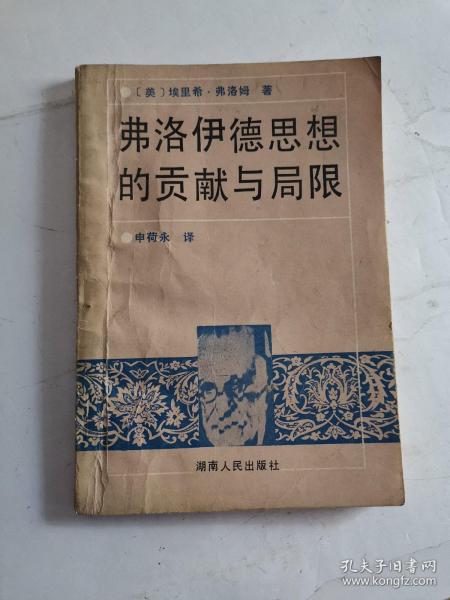 〔美〕埃里希·弗洛姆 著
弗洛伊德思想
的贡献与局限
申荷永 译
湖南人民出版社
孔夫子旧书网
www.kongfz.com